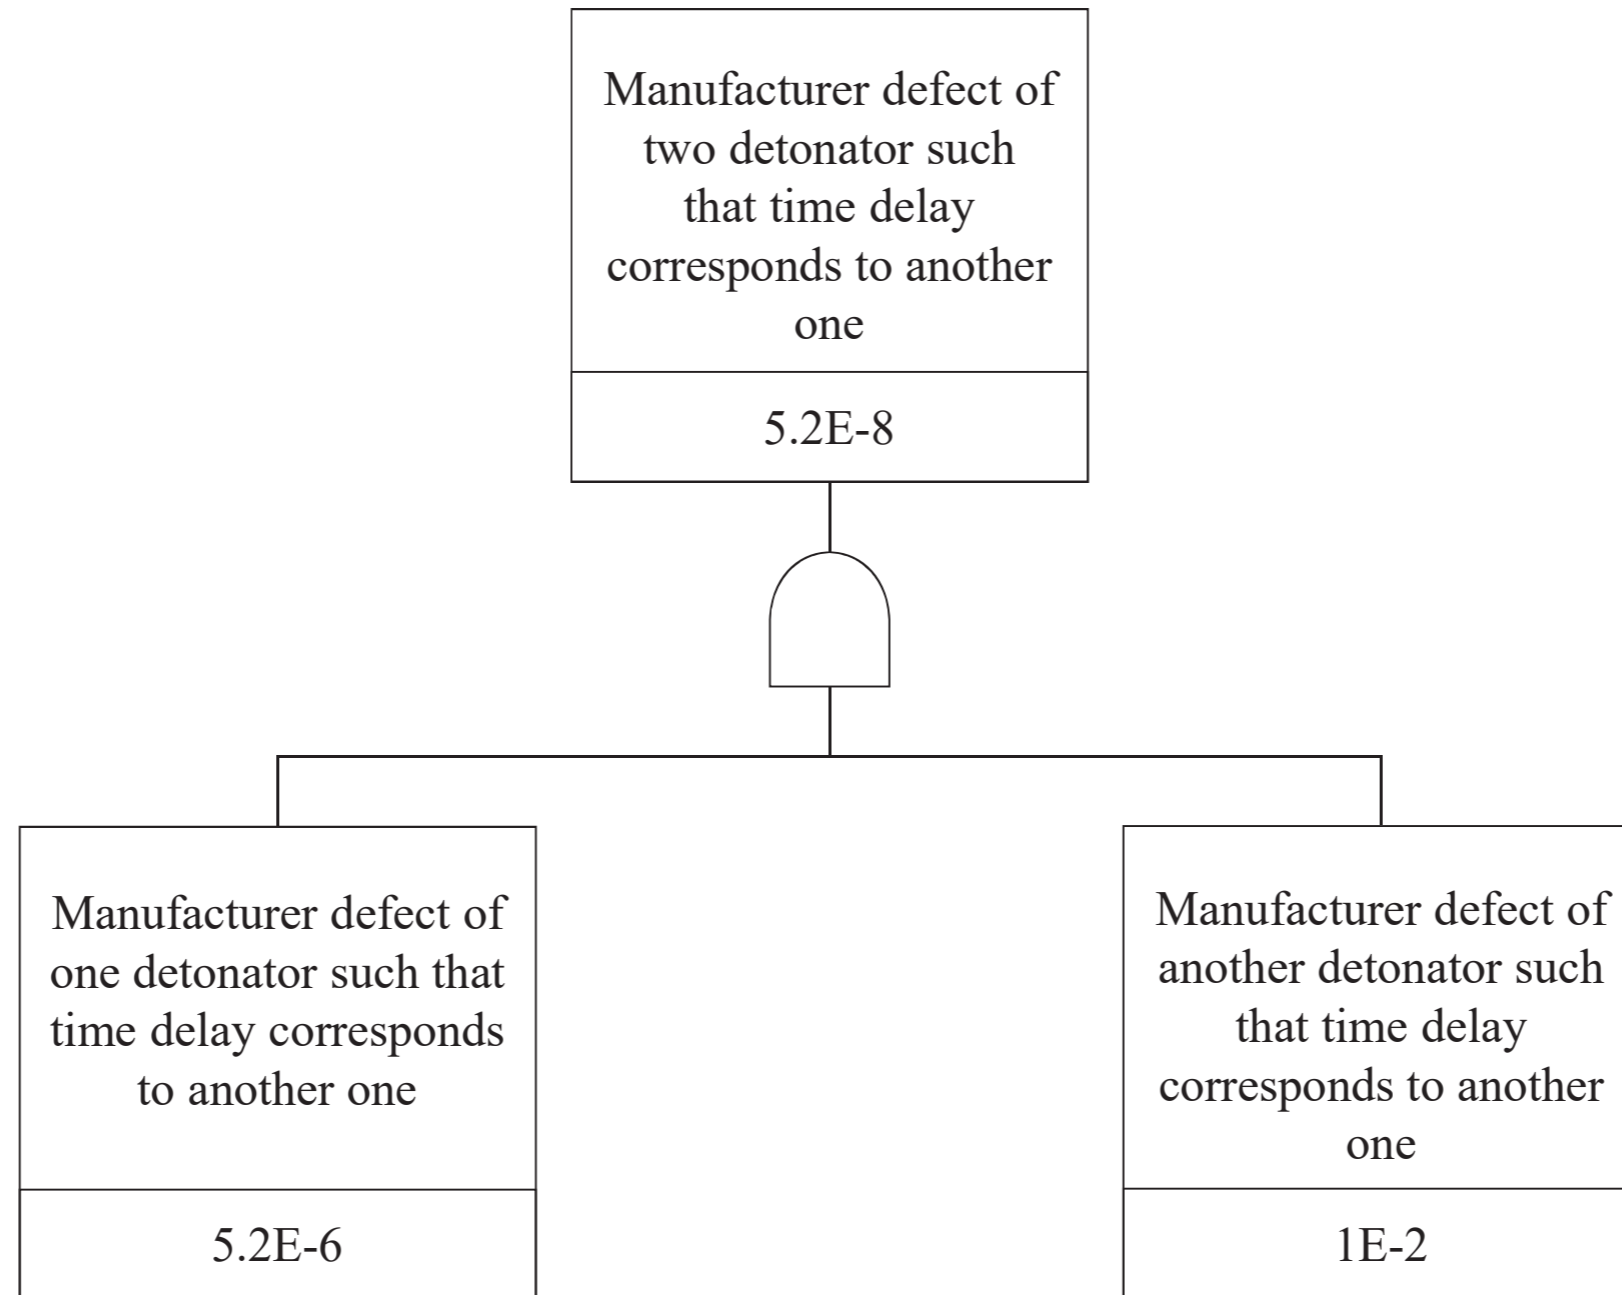 Manufacturer defect of
two detonator such
that time delay
corresponds to another
one
5.2E-8
Manufacturer defect of
one detonator such that
time delay corresponds
to another one
5.2E-6
Manufacturer defect of
another detonator such
that time delay
corresponds to another
one
1E-2